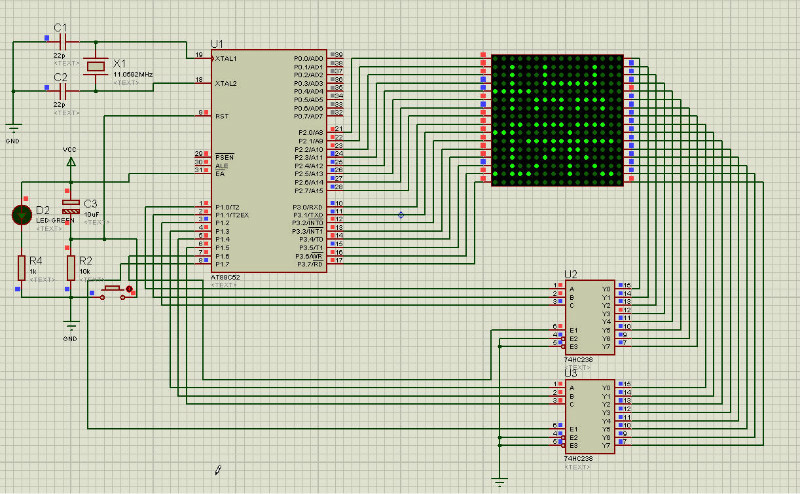 C1
22p
<TEXT>
C2
22p
<TEXT>
X1
11.0592MHz
<TEXT>
GND
VCC
D2
LED-GREEN
<TEXT>
C3
10uF
<TEXT>
R4
1k
<TEXT>
R2
10k
<TEXT>
GND
U1
19 XTAL1
18 XTAL2
9 RST
29 PSEN
30 ALE
31 EA
1 P1.0/T2
2 P1.1/T2EX
3 P1.2
4 P1.3
5 P1.4
6 P1.5
7 P1.6
8 P1.7
P0.0/AD0 39
P0.1/AD1 38
P0.2/AD2 37
P0.3/AD3 36
P0.4/AD4 35
P0.5/AD5 34
P0.6/AD6 33
P0.7/AD7 32
P2.0/A8 21
P2.1/A9 22
P2.2/A10 23
P2.3/A11 24
P2.4/A12 25
P2.5/A13 26
P2.6/A14 27
P2.7/A15 28
P3.0/RXD 10
P3.1/TXD 11
P3.2/INT0 12
P3.3/INT1 13
P3.4/T0 14
P3.5/T1 15
P3.6/WR 16
P3.7/RD 17
AT89C52
<TEXT>
U2
1 A Y0 15
2 B Y1 14
3 C Y2 13
Y3 12
Y4 11
6 E1 Y5 10
4 E2 Y6 9
5 E3 Y7 7
74HC238
<TEXT>
U3
1 A Y0 15
2 B Y1 14
3 C Y2 13
Y3 12
Y4 11
6 E1 Y5 10
4 E2 Y6 9
5 E3 Y7 7
74HC238
<TEXT>
GND